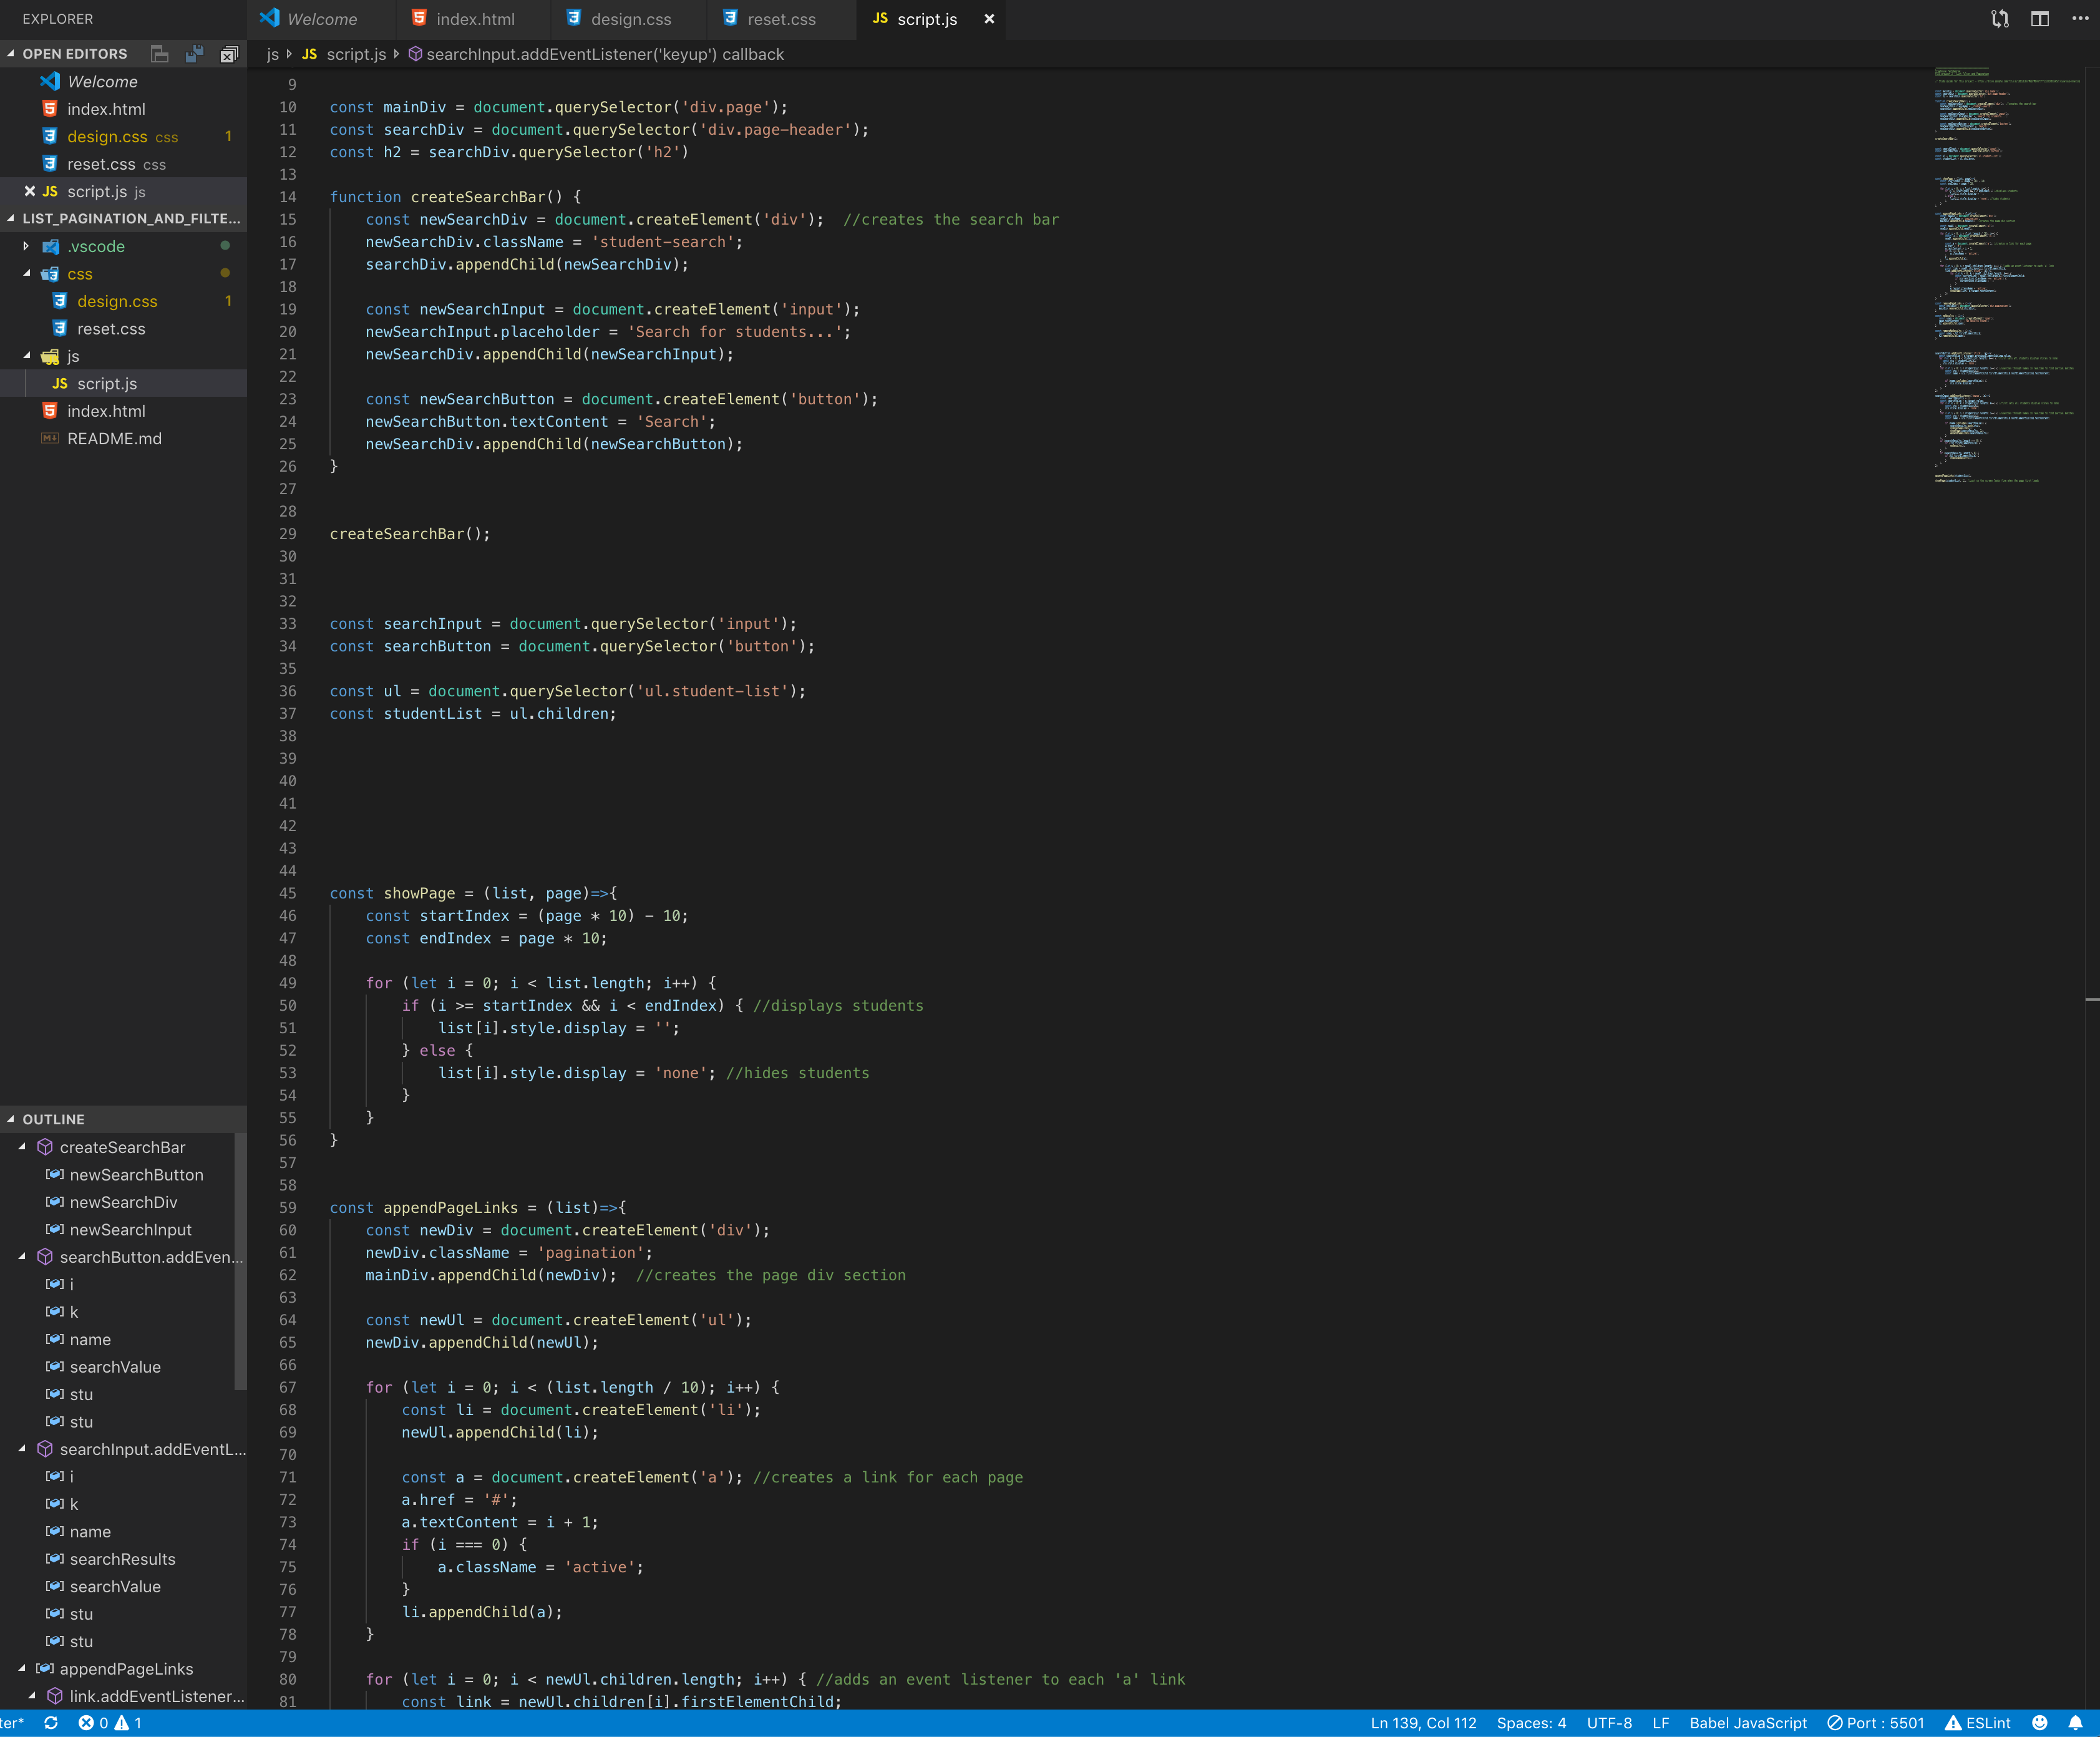 EXPLORER
Welcome
index.html
design.css
reset.css
JS script.js
OPEN EDITORS
Welcome
index.html
design.css css 1
reset.css css
JS script.js js
LIST_PAGINATION_AND_FILTE...
.vscode
css
design.css 1
reset.css
js
JS script.js
index.html
README.md
OUTLINE
createSearchBar
newSearchButton
newSearchDiv
newSearchInput
searchButton.addEven...
i
k
name
searchValue
stu
stu
searchInput.addEventL...
i
k
name
searchResults
searchValue
stu
stu
appendPageLinks
link.addEventListener...
js JS script.js searchInput.addEventListener('keyup') callback
9
10 const mainDiv = document.querySelector('div.page');
11 const searchDiv = document.querySelector('div.page-header');
12 const h2 = searchDiv.querySelector('h2')
13
14 function createSearchBar() {
15 const newSearchDiv = document.createElement('div');  //creates the search bar
16 newSearchDiv.className = 'student-search';
17 searchDiv.appendChild(newSearchDiv);
18
19 const newSearchInput = document.createElement('input');
20 newSearchInput.placeholder = 'Search for students...';
21 newSearchDiv.appendChild(newSearchInput);
22
23 const newSearchButton = document.createElement('button');
24 newSearchButton.textContent = 'Search';
25 newSearchDiv.appendChild(newSearchButton);
26 }
27
28
29 createSearchBar();
30
31
32
33 const searchInput = document.querySelector('input');
34 const searchButton = document.querySelector('button');
35
36 const ul = document.querySelector('ul.student-list');
37 const studentList = ul.children;
38
39
40
41
42
43
44
45 const showPage = (list, page)=>{
46 const startIndex = (page * 10) - 10;
47 const endIndex = page * 10;
48
49 for (let i = 0; i < list.length; i++) {
50 if (i >= startIndex && i < endIndex) { //displays students
51 list[i].style.display = '';
52 } else {
53 list[i].style.display = 'none'; //hides students
54 }
55 }
56 }
57
58
59 const appendPageLinks = (list)=>{
60 const newDiv = document.createElement('div');
61 newDiv.className = 'pagination';
62 mainDiv.appendChild(newDiv);  //creates the page div section
63
64 const newUl = document.createElement('ul');
65 newDiv.appendChild(newUl);
66
67 for (let i = 0; i < (list.length / 10); i++) {
68 const li = document.createElement('li');
69 newUl.appendChild(li);
70
71 const a = document.createElement('a'); //creates a link for each page
72 a.href = '#';
73 a.textContent = i + 1;
74 if (i === 0) {
75 a.className = 'active';
76 }
77 li.appendChild(a);
78 }
79
80 for (let i = 0; i < newUl.children.length; i++) { //adds an event listener to each 'a' link
81 const link = newUl.children[i].firstElementChild;
ter* 0 1 Ln 139, Col 112 Spaces: 4 UTF-8 LF Babel JavaScript Port : 5501 ESLint